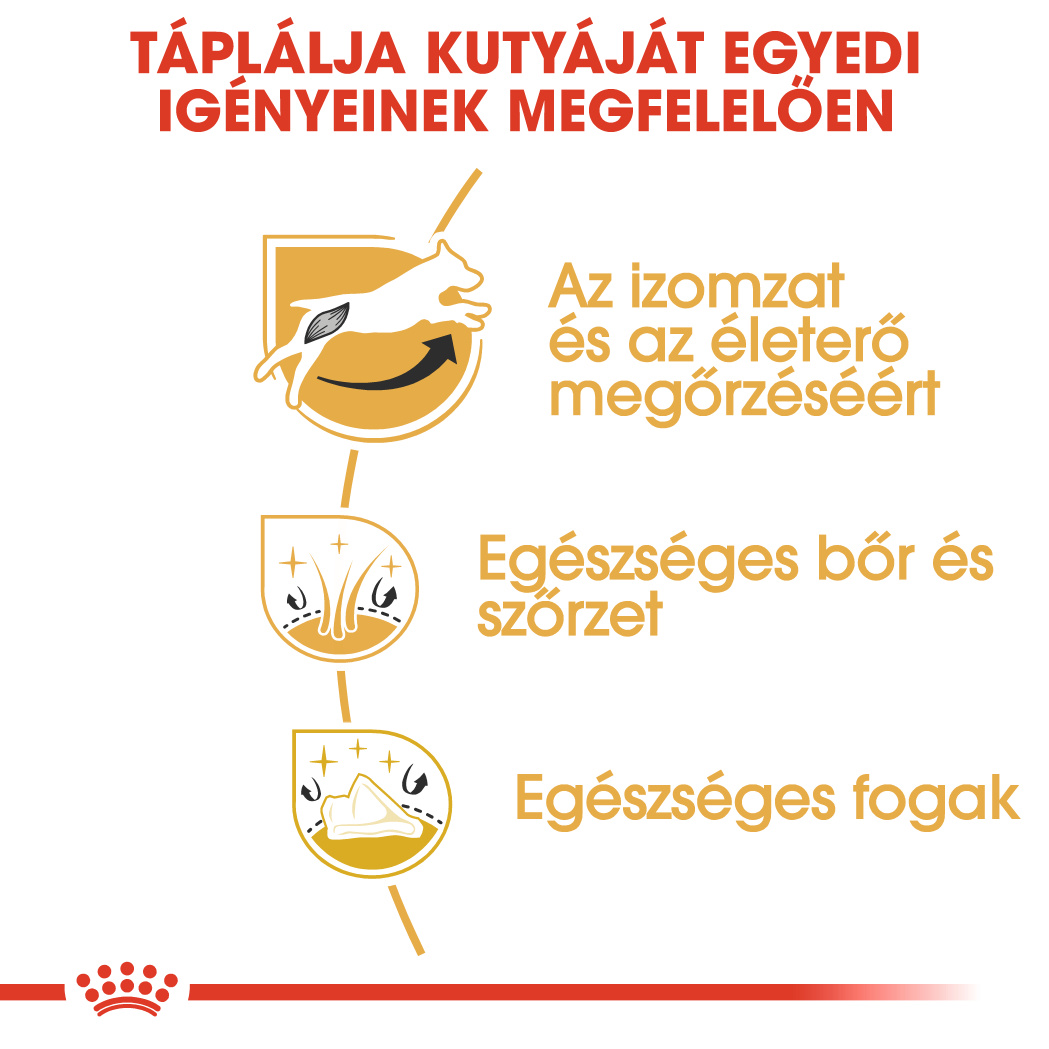 TÁPLÁLJA KUTYÁJÁT EGYEDI
IGÉNYEINEK MEGFELELŐEN
Az izomzat
és az életerő
megőrzéséért
Egészséges bőr és
szőrzet
Egészséges fogak